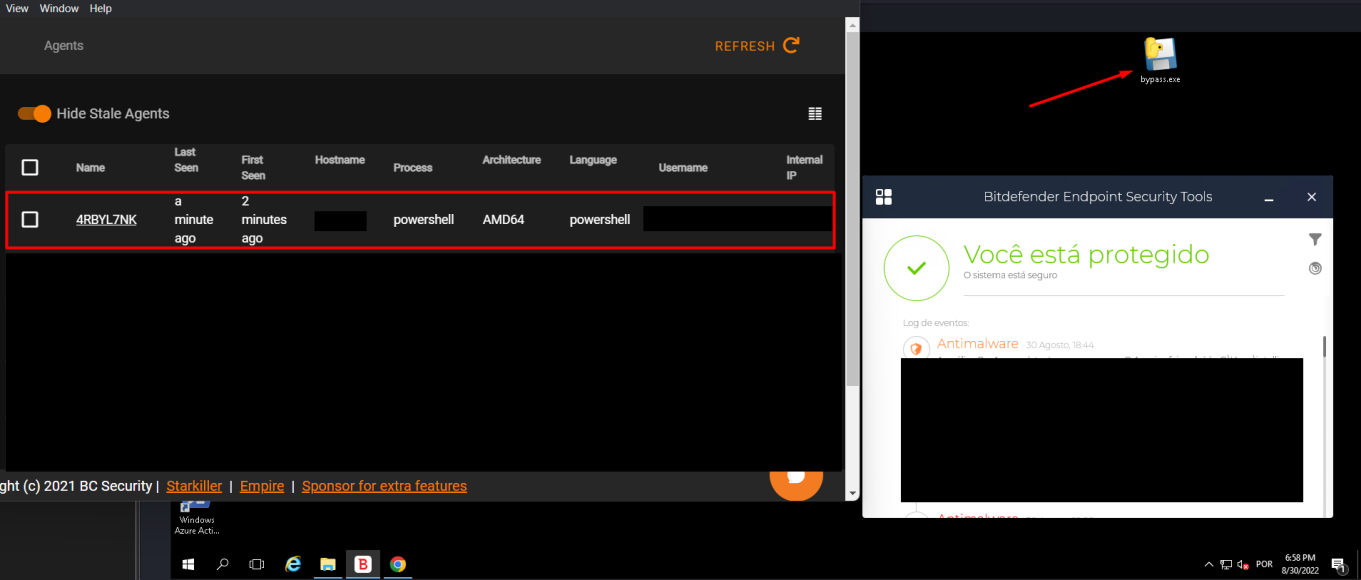 View Window Help
Agents
REFRESH
Hide Stale Agents
Name Last Seen First Seen Hostname Process Architecture Language Username Internal IP
4RBYL7NK a minute ago 2 minutes ago powershell AMD64 powershell
ght (c) 2021 BC Security | Starkiller | Empire | Sponsor for extra features
bypass.exe
Bitdefender Endpoint Security Tools
Você está protegido
O sistema está seguro
Log de eventos:
Antimalware 30 Agosto, 18:44
Windows
Azure Acti...
POR
6:58 PM
8/30/2022
1